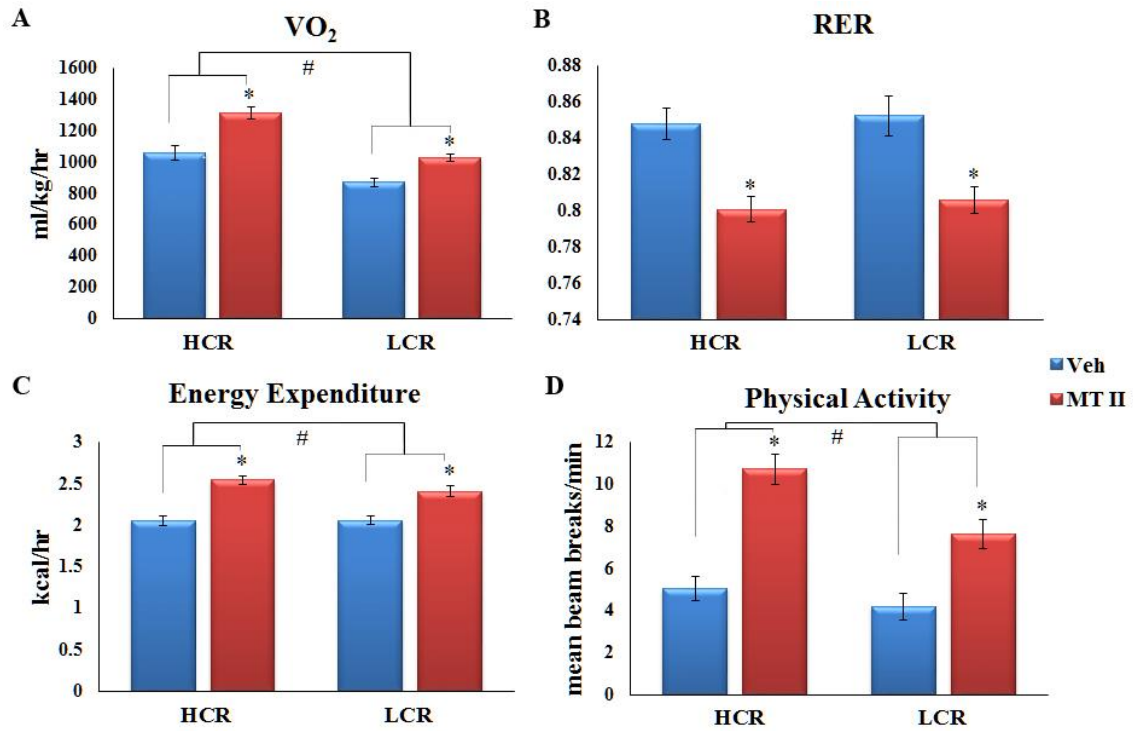 A
VO₂
#
ml/kg/hr
1600
1400
1200
1000
800
600
400
200
0
*
*
HCR
LCR
B
RER
0.88
0.86
0.84
0.82
0.8
0.78
0.76
0.74
*
*
HCR
LCR
Veh
MT II
C
Energy Expenditure
#
kcal/hr
3
2.5
2
1.5
1
0.5
0
*
*
HCR
LCR
D
Physical Activity
#
mean beam breaks/min
12
10
8
6
4
2
0
*
*
HCR
LCR